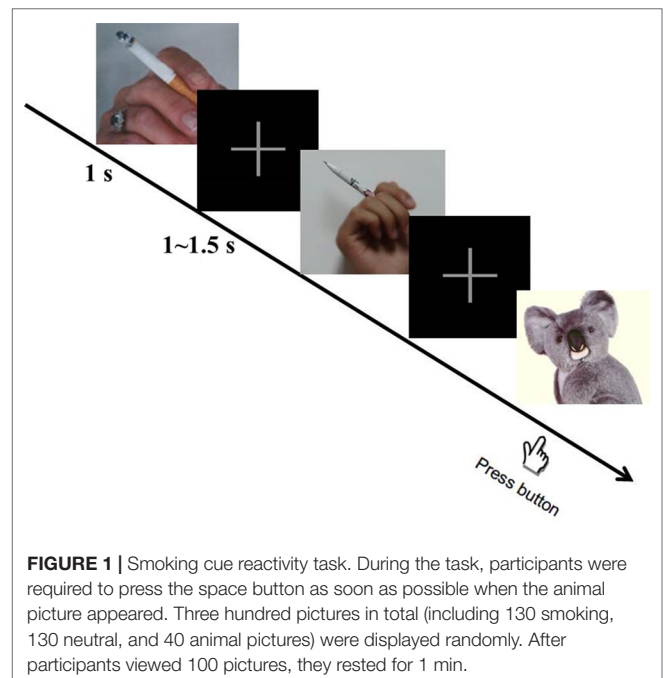 1 s
1~1.5 s
Press button
FIGURE 1 | Smoking cue reactivity task. During the task, participants were
required to press the space button as soon as possible when the animal
picture appeared. Three hundred pictures in total (including 130 smoking,
130 neutral, and 40 animal pictures) were displayed randomly. After
participants viewed 100 pictures, they rested for 1 min.